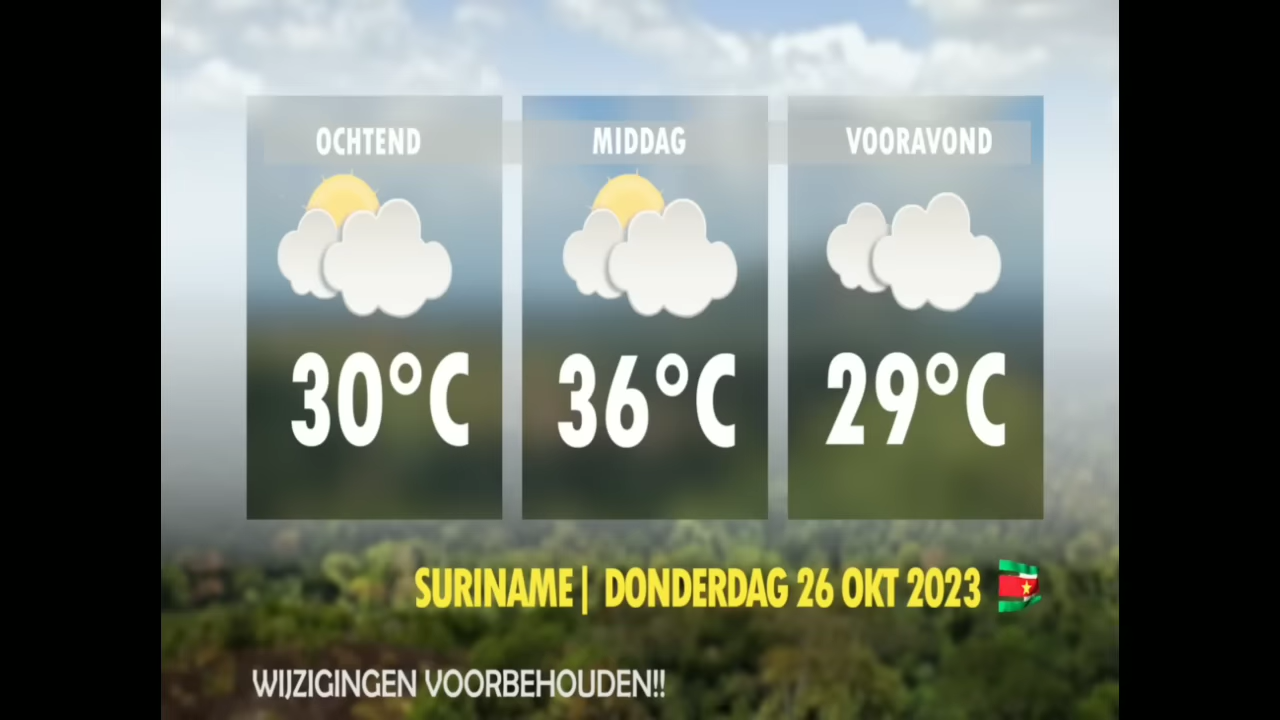 OCHTEND
MIDDAG
VOORAVOND
30°C
36°C
29°C
SURINAME| DONDERDAG 26 OKT 2023
WIJZIGINGEN VOORBEHOUDEN!!